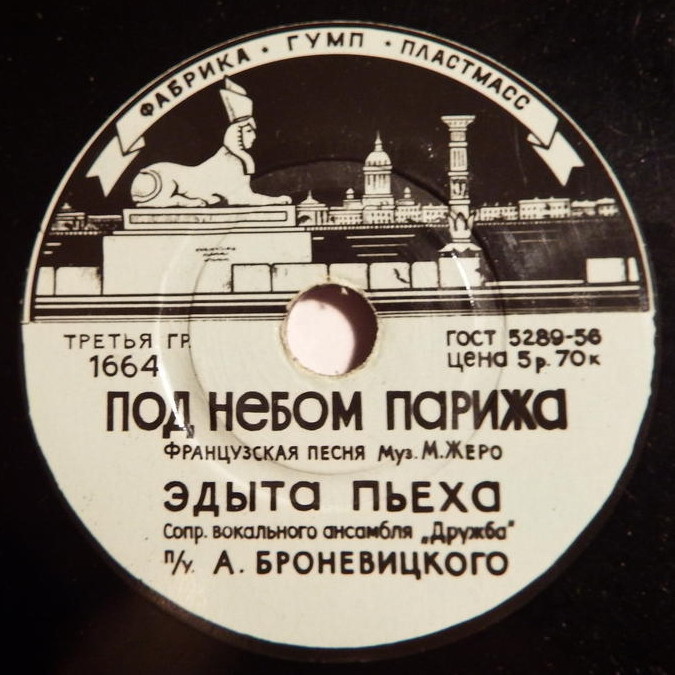 ФАБРИКА · ГУМП · ПЛАСТМАСС
ТРЕТЬЯ ГР.
1664
ГОСТ 5289-56
ЦЕНА 5 р. 70 к
ПОД НЕБОМ ПАРИЖА
ФРАНЦУЗСКАЯ ПЕСНЯ Муз. М. ЖЕРО
ЭДЫТА ПЬЕХА
Сопр. вокального ансамбля „Дружба"
п/у. А. БРОНЕВИЦКОГО